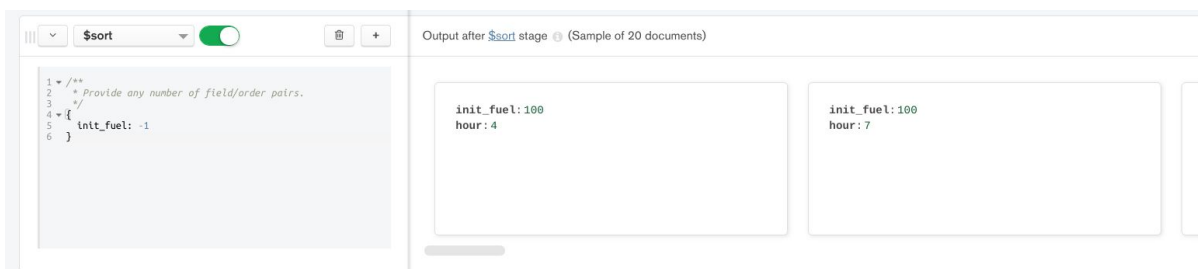 $sort
+
Output after $sort stage (Sample of 20 documents)
1 /**
2  * Provide any number of field/order pairs.
3  */
4 {
5   init_fuel: -1
6 }
init_fuel:100
hour:4
init_fuel:100
hour:7